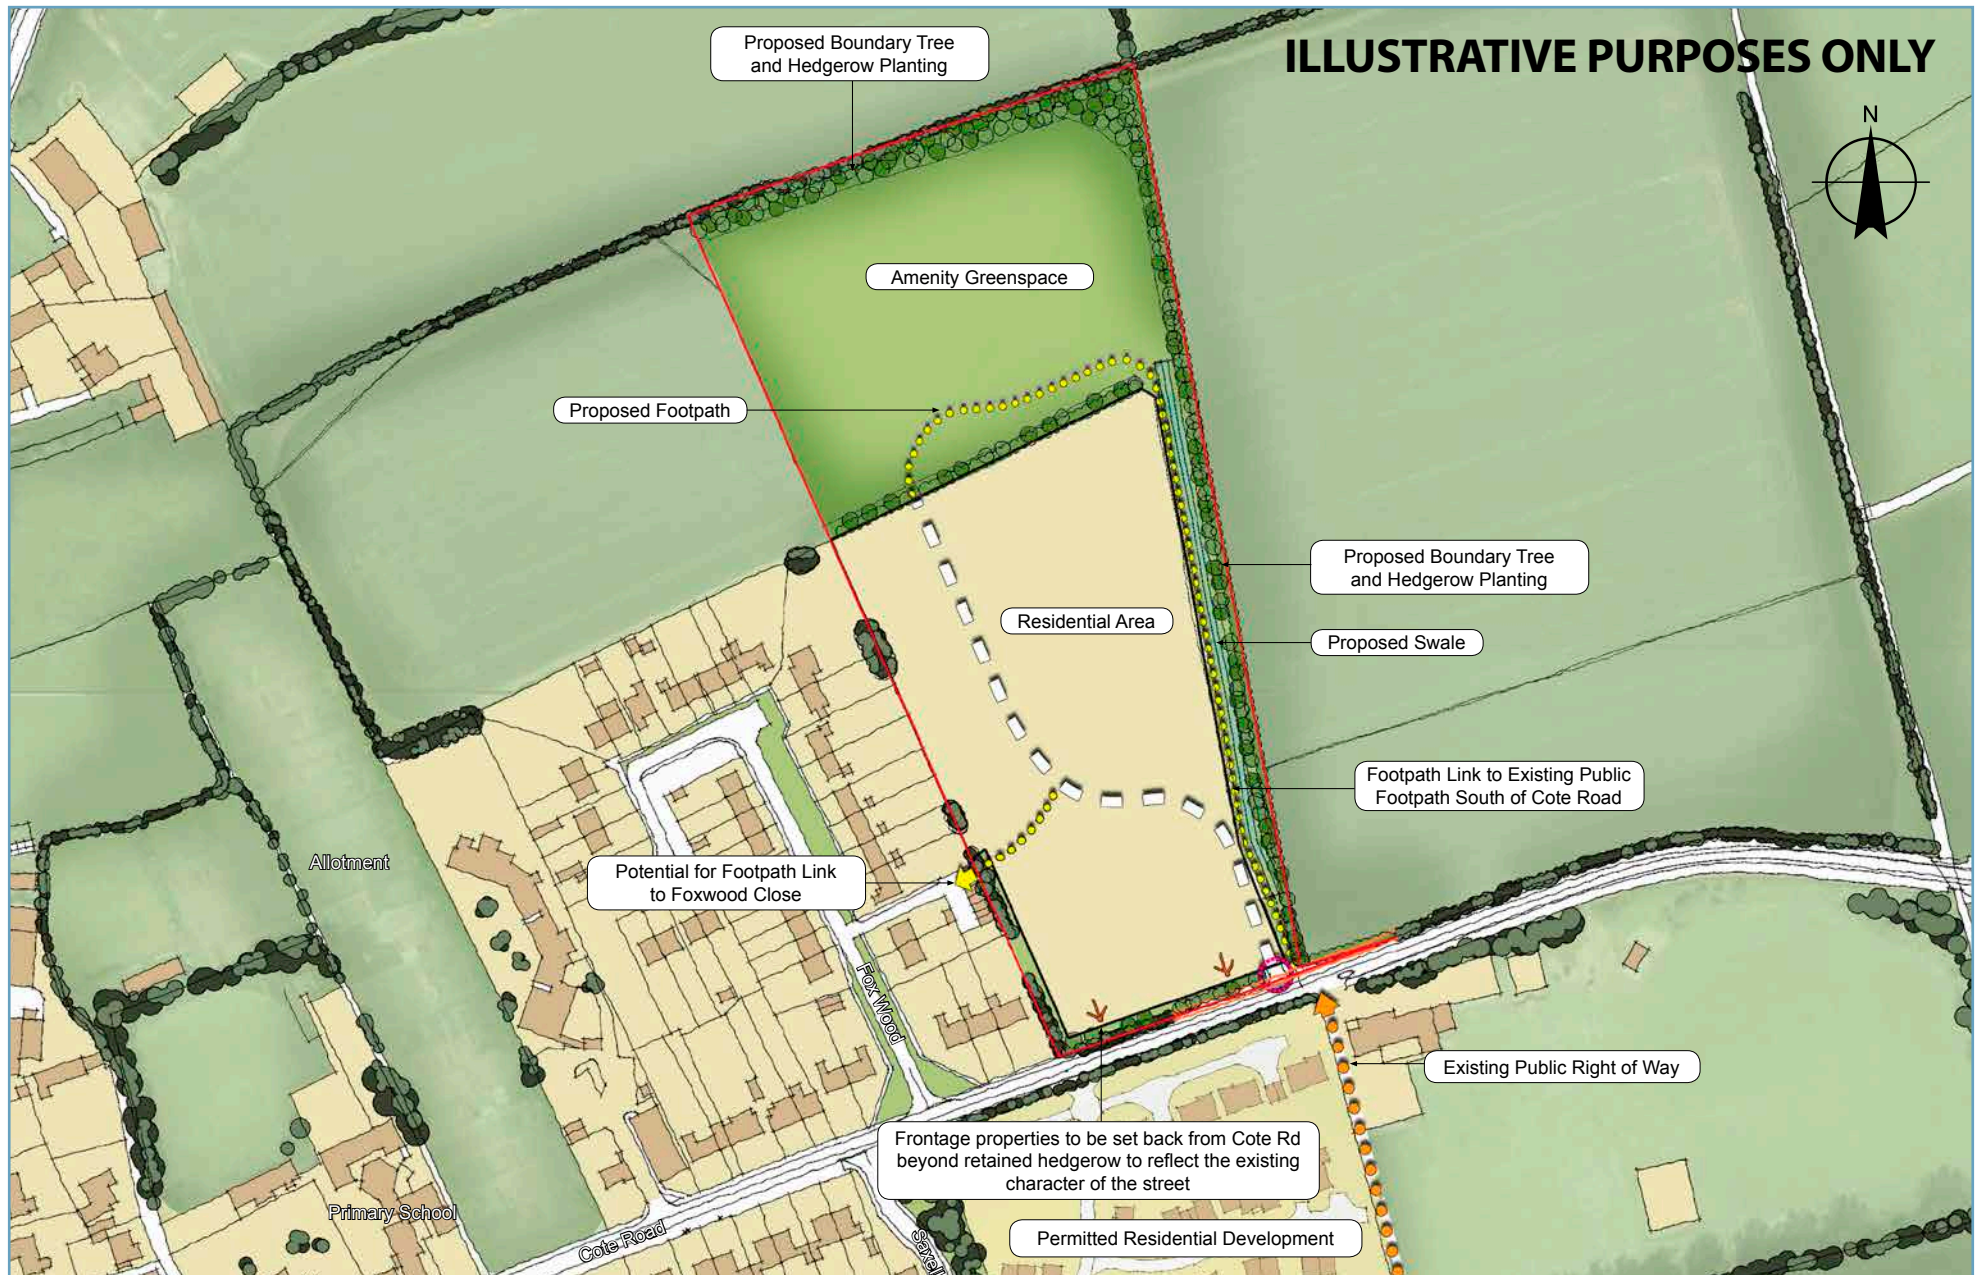 ILLUSTRATIVE PURPOSES ONLY
N
Proposed Boundary Tree
and Hedgerow Planting
Amenity Greenspace
Proposed Footpath
Proposed Boundary Tree
and Hedgerow Planting
Residential Area
Proposed Swale
Footpath Link to Existing Public
Footpath South of Cote Road
Allotment
Potential for Footpath Link
to Foxwood Close
Fox Wood
Existing Public Right of Way
Frontage properties to be set back from Cote Rd
beyond retained hedgerow to reflect the existing
character of the street
Primary School
Cote Road
Permitted Residential Development